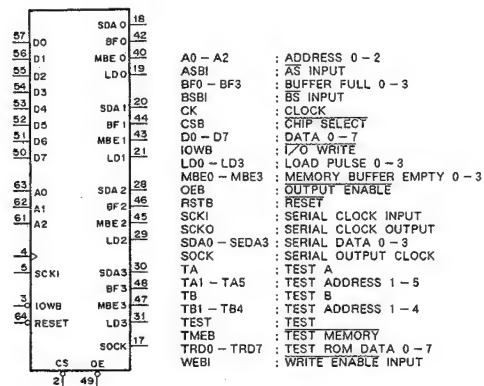 SDA 0 18
57 D0 BF 0 42
56 D1 MBE 0 40
55 D2 LD 0 19
54 D3
53 D4 SDA 1 20
52 D5 BF 1 44
51 D6 MBE 1 43
50 D7 LD1 21
63 A0 SDA 2 28
62 A1 BF 2 46
61 A2 MBE 2 45
LD2 29
4
5 SCKI SDA3 30
BF3 48
3 IOWB MBE3 47
64 RESET LD3 31
SOCK 17
CS OE
2 49
A0 – A2 : ADDRESS 0 – 2
ASBI : AS INPUT
BF0 – BF3 : BUFFER FULL 0 – 3
BSBI : BS INPUT
CK : CLOCK
CSB : CHIP SELECT
D0 – D7 : DATA 0 – 7
IOWB : I/O WRITE
LD0 – LD3 : LOAD PULSE 0 – 3
MBE0 – MBE3 : MEMORY BUFFER EMPTY 0 – 3
OEB : OUTPUT ENABLE
RSTB : RESET
SCKI : SERIAL CLOCK INPUT
SCKO : SERIAL CLOCK OUTPUT
SDA0 – SEDA3 : SERIAL DATA 0 – 3
SOCK : SERIAL OUTPUT CLOCK
TA : TEST A
TA1 – TA5 : TEST ADDRESS 1 – 5
TB : TEST B
TB1 – TB4 : TEST ADDRESS 1 – 4
TEST : TEST
TMEB : TEST MEMORY
TRD0 – TRD7 : TEST ROM DATA 0 – 7
WEBI : WRITE ENABLE INPUT